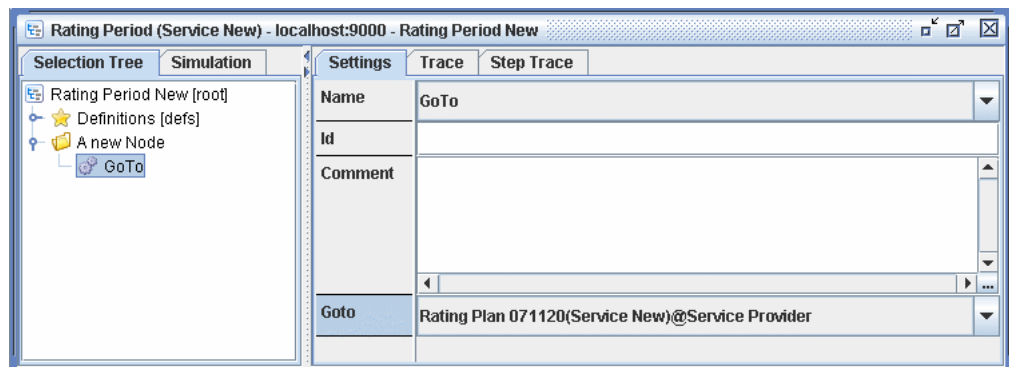 Rating Period (Service New) - localhost:9000 - Rating Period New
Selection Tree Simulation
Settings Trace Step Trace
Rating Period New [root]
Definitions [defs]
A new Node
GoTo
Name GoTo
Id
Comment
...
Goto Rating Plan 071120(Service New)@Service Provider